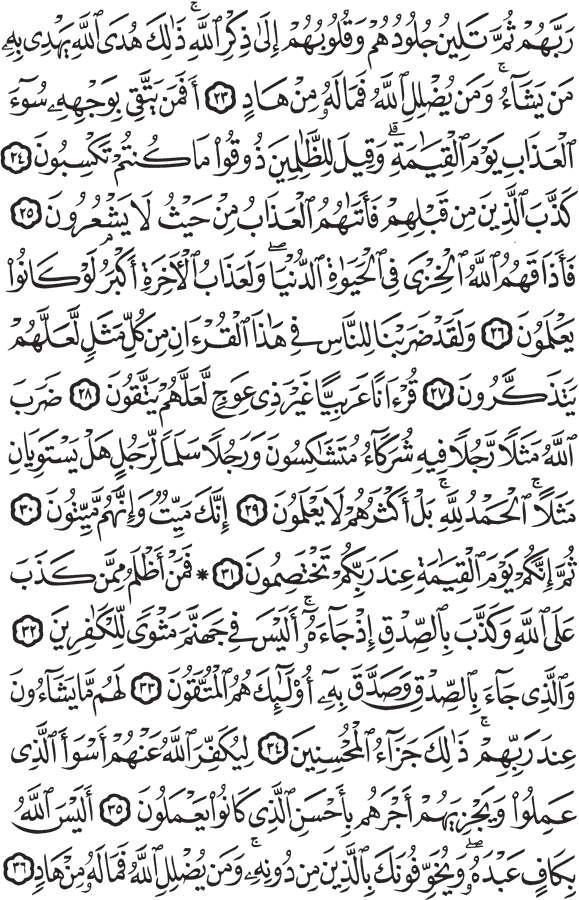 رَبَّهُمْ ثُمَّ تَلِينُ جُلُودُهُمْ وَقُلُوبُهُمْ إِلَىٰ ذِكْرِ ٱللَّهِۚ ذَٰلِكَ هُدَى ٱللَّهِ يَهْدِى بِهِۦ
مَن يَشَآءُۚ وَمَن يُضْلِلِ ٱللَّهُ فَمَا لَهُۥ مِنْ هَادٍ ٢٣ أَفَمَن يَتَّقِى بِوَجْهِهِۦ سُوٓءَ
ٱلْعَذَابِ يَوْمَ ٱلْقِيَٰمَةِۚ وَقِيلَ لِلظَّٰلِمِينَ ذُوقُوا۟ مَا كُنتُمْ تَكْسِبُونَ ٢٤
كَذَّبَ ٱلَّذِينَ مِن قَبْلِهِمْ فَأَتَىٰهُمُ ٱلْعَذَابُ مِنْ حَيْثُ لَا يَشْعُرُونَ ٢٥
فَأَذَاقَهُمُ ٱللَّهُ ٱلْخِزْىَ فِى ٱلْحَيَوٰةِ ٱلدُّنْيَاۖ وَلَعَذَابُ ٱلْءَاخِرَةِ أَكْبَرُۚ لَوْ كَانُوا۟
يَعْلَمُونَ ٢٦ وَلَقَدْ ضَرَبْنَا لِلنَّاسِ فِى هَٰذَا ٱلْقُرْءَانِ مِن كُلِّ مَثَلٍ لَّعَلَّهُمْ
يَتَذَكَّرُونَ ٢٧ قُرْءَانًا عَرَبِيًّا غَيْرَ ذِى عِوَجٍ لَّعَلَّهُمْ يَتَّقُونَ ٢٨ ضَرَبَ
ٱللَّهُ مَثَلًا رَّجُلًا فِيهِ شُرَكَآءُ مُتَشَٰكِسُونَ وَرَجُلًا سَلَمًا لِّرَجُلٍ هَلْ يَسْتَوِيَانِ
مَثَلًاۚ ٱلْحَمْدُ لِلَّهِۚ بَلْ أَكْثَرُهُمْ لَا يَعْلَمُونَ ٢٩ إِنَّكَ مَيِّتٌ وَإِنَّهُم مَّيِّتُونَ ٣٠
ثُمَّ إِنَّكُمْ يَوْمَ ٱلْقِيَٰمَةِ عِندَ رَبِّكُمْ تَخْتَصِمُونَ ٣١ * فَمَنْ أَظْلَمُ مِمَّن كَذَبَ
عَلَى ٱللَّهِ وَكَذَّبَ بِٱلصِّدْقِ إِذْ جَآءَهُۥٓۚ أَلَيْسَ فِى جَهَنَّمَ مَثْوًى لِّلْكَٰفِرِينَ ٣٢
وَٱلَّذِى جَآءَ بِٱلصِّدْقِ وَصَدَّقَ بِهِۦٓ أُو۟لَٰٓئِكَ هُمُ ٱلْمُتَّقُونَ ٣٣ لَهُم مَّا يَشَآءُونَ
عِندَ رَبِّهِمْۚ ذَٰلِكَ جَزَآءُ ٱلْمُحْسِنِينَ ٣٤ لِيُكَفِّرَ ٱللَّهُ عَنْهُمْ أَسْوَأَ ٱلَّذِى
عَمِلُوا۟ وَيَجْزِيَهُمْ أَجْرَهُم بِأَحْسَنِ ٱلَّذِى كَانُوا۟ يَعْمَلُونَ ٣٥ أَلَيْسَ ٱللَّهُ
بِكَافٍ عَبْدَهُۥۖ وَيُخَوِّفُونَكَ بِٱلَّذِينَ مِن دُونِهِۦۚ وَمَن يُضْلِلِ ٱللَّهُ فَمَا لَهُۥ مِنْ هَادٍ ٣٦